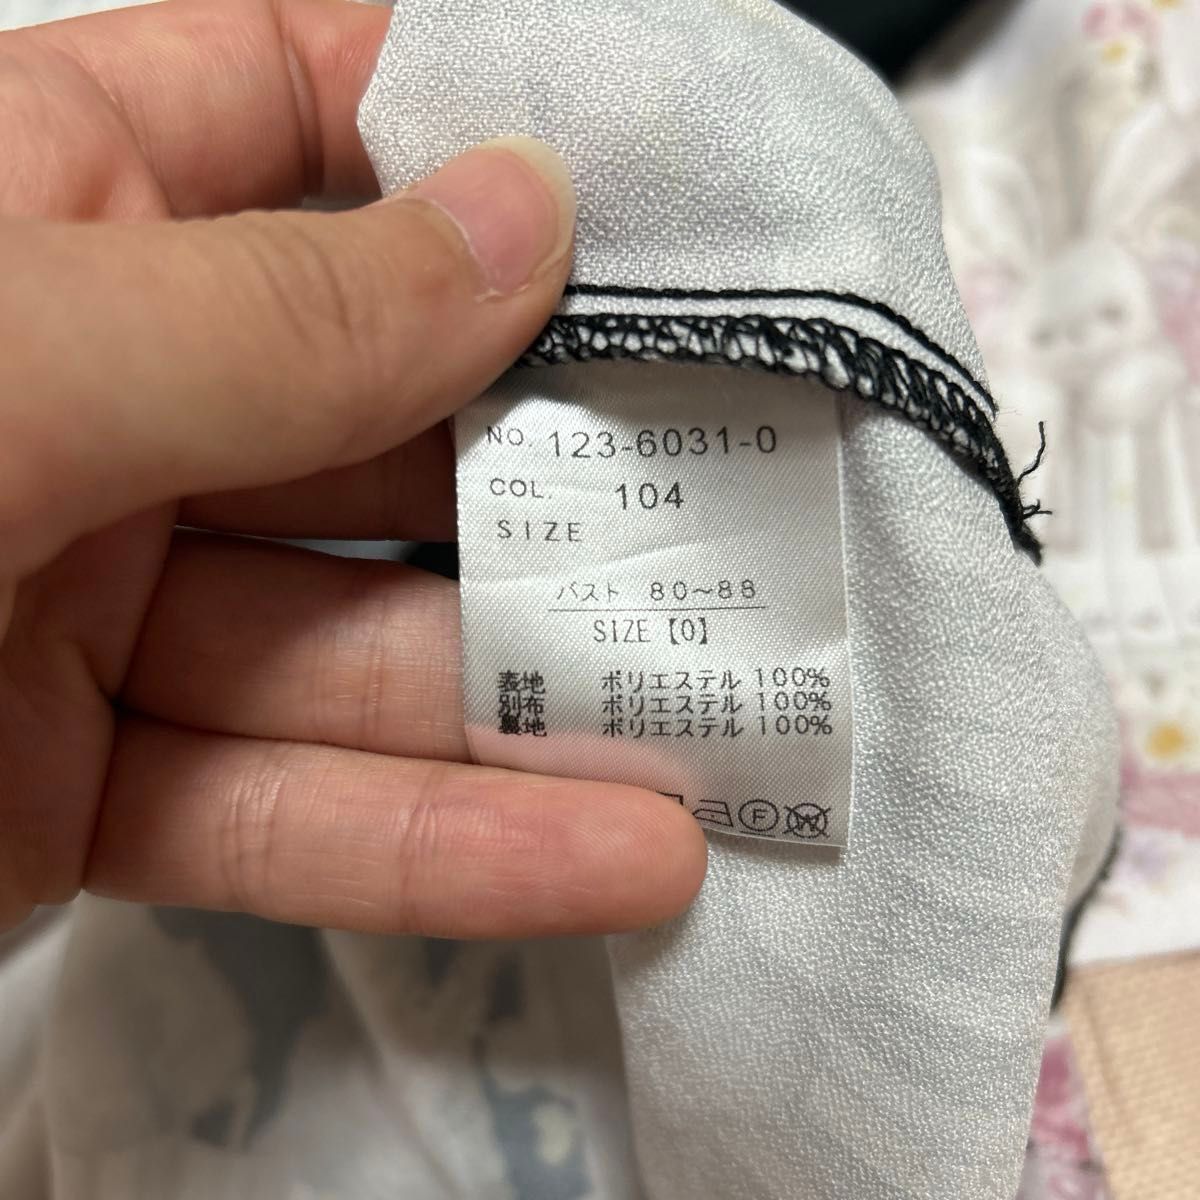 NO. 123-6031-0
COL. 104
SIZE
バスト 80～88
SIZE【0】
表地 ポリエステル 100%
別布 ポリエステル 100%
裏地 ポリエステル 100%
F W